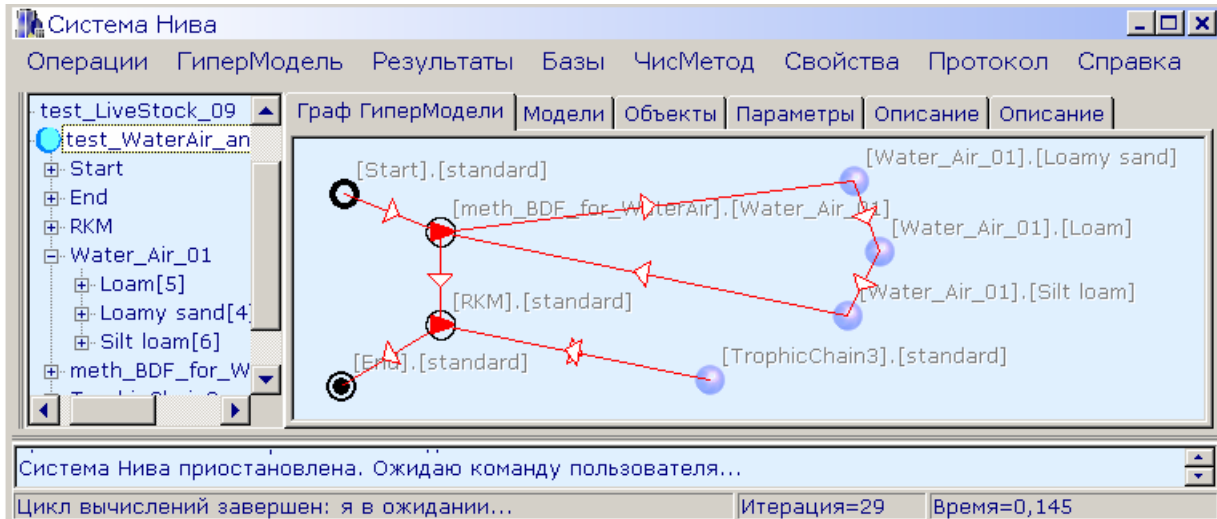 Система Нива
Операции ГиперМодель Результаты Базы ЧисМетод Свойства Протокол Справка
test_LiveStock_09
test_WaterAir_an
Start
End
RKM
Water_Air_01
Loam[5]
Loamy sand[4]
Silt loam[6]
meth_BDF_for_W
Граф ГиперМодели Модели Объекты Параметры Описание Описание
[Start].[standard]
[Water_Air_01].[Loamy sand]
[meth_BDF_for_WaterAir].[Water_Air_01]
[Water_Air_01].[Loam]
[RKM].[standard]
[Water_Air_01].[Silt loam]
[End].[standard]
[TrophicChain3].[standard]
Система Нива приостановлена. Ожидаю команду пользователя...
Цикл вычислений завершен: я в ожидании... Итерация=29 Время=0,145